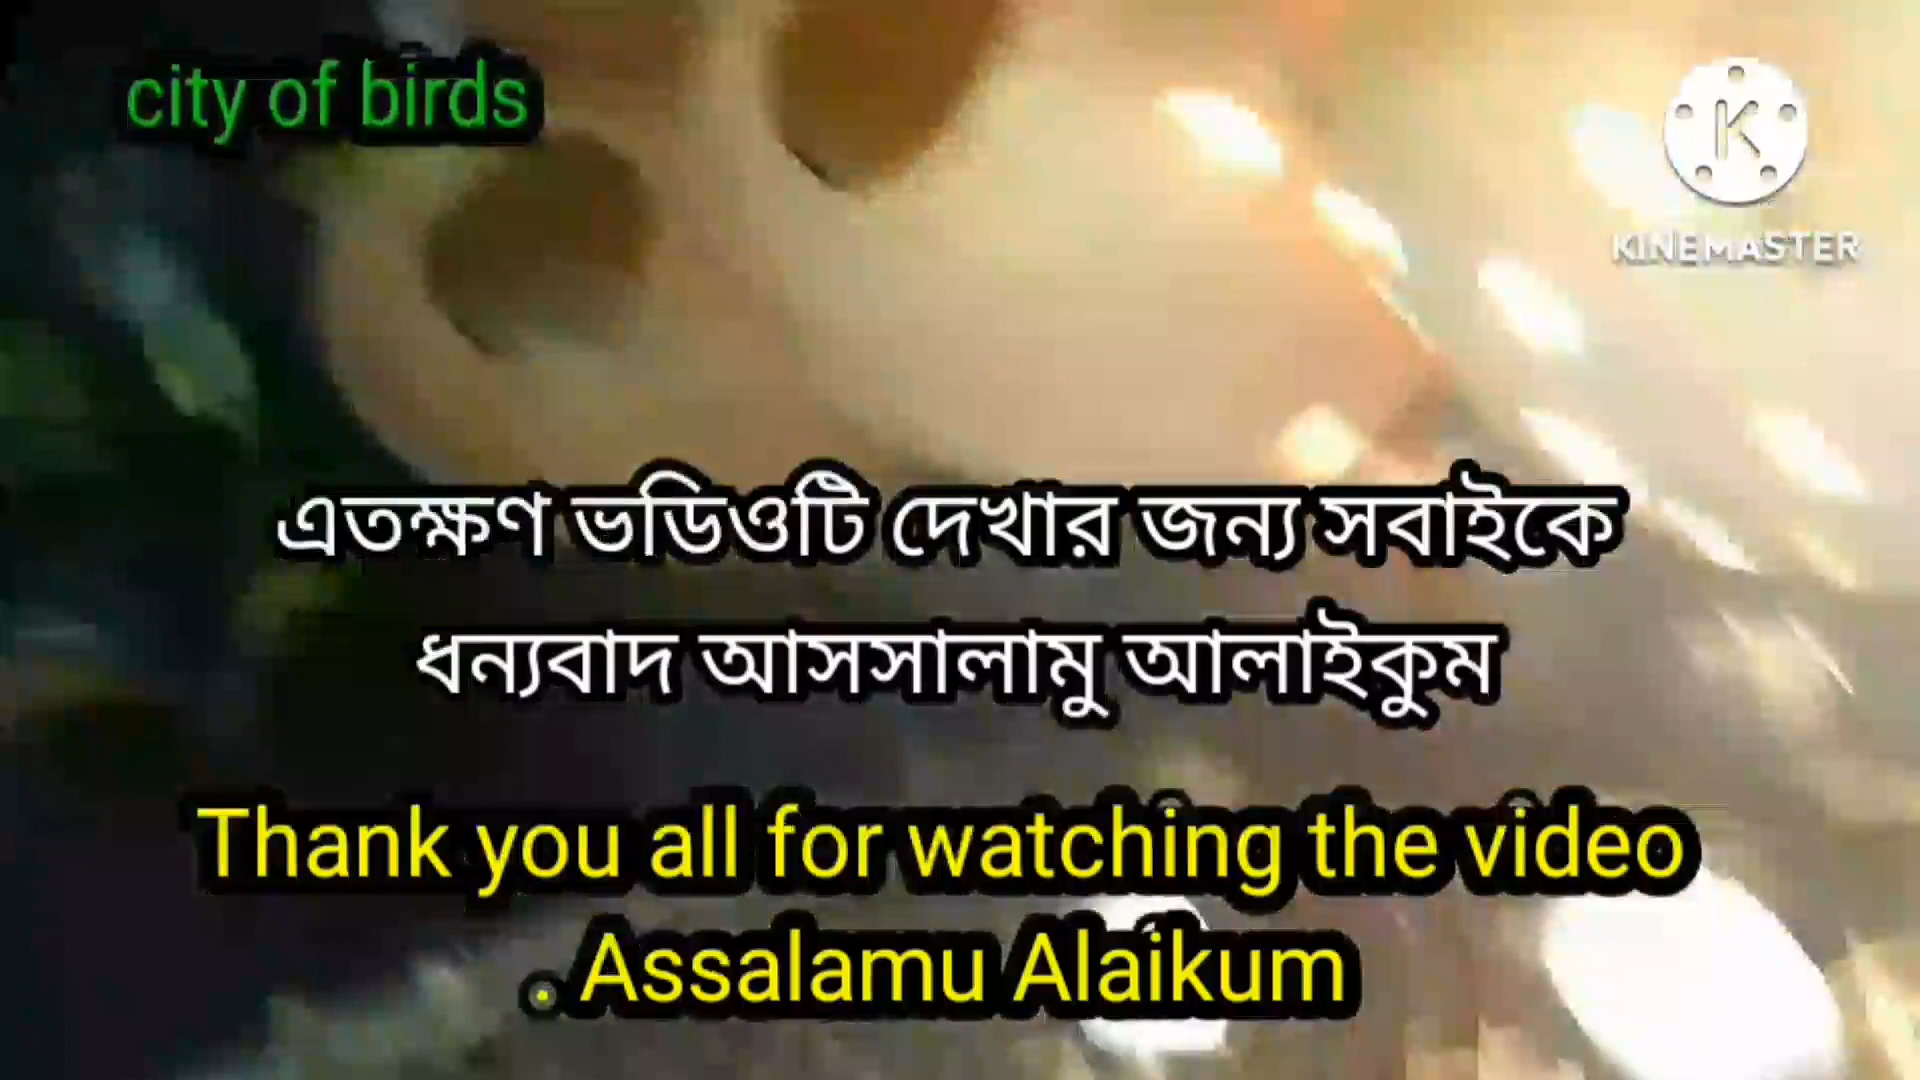 city of birds
K
KINEMASTER
এতক্ষণ ভডিওটি দেখার জন্য সবাইকে
ধন্যবাদ আসসালামু আলাইকুম
Thank you all for watching the video
. Assalamu Alaikum